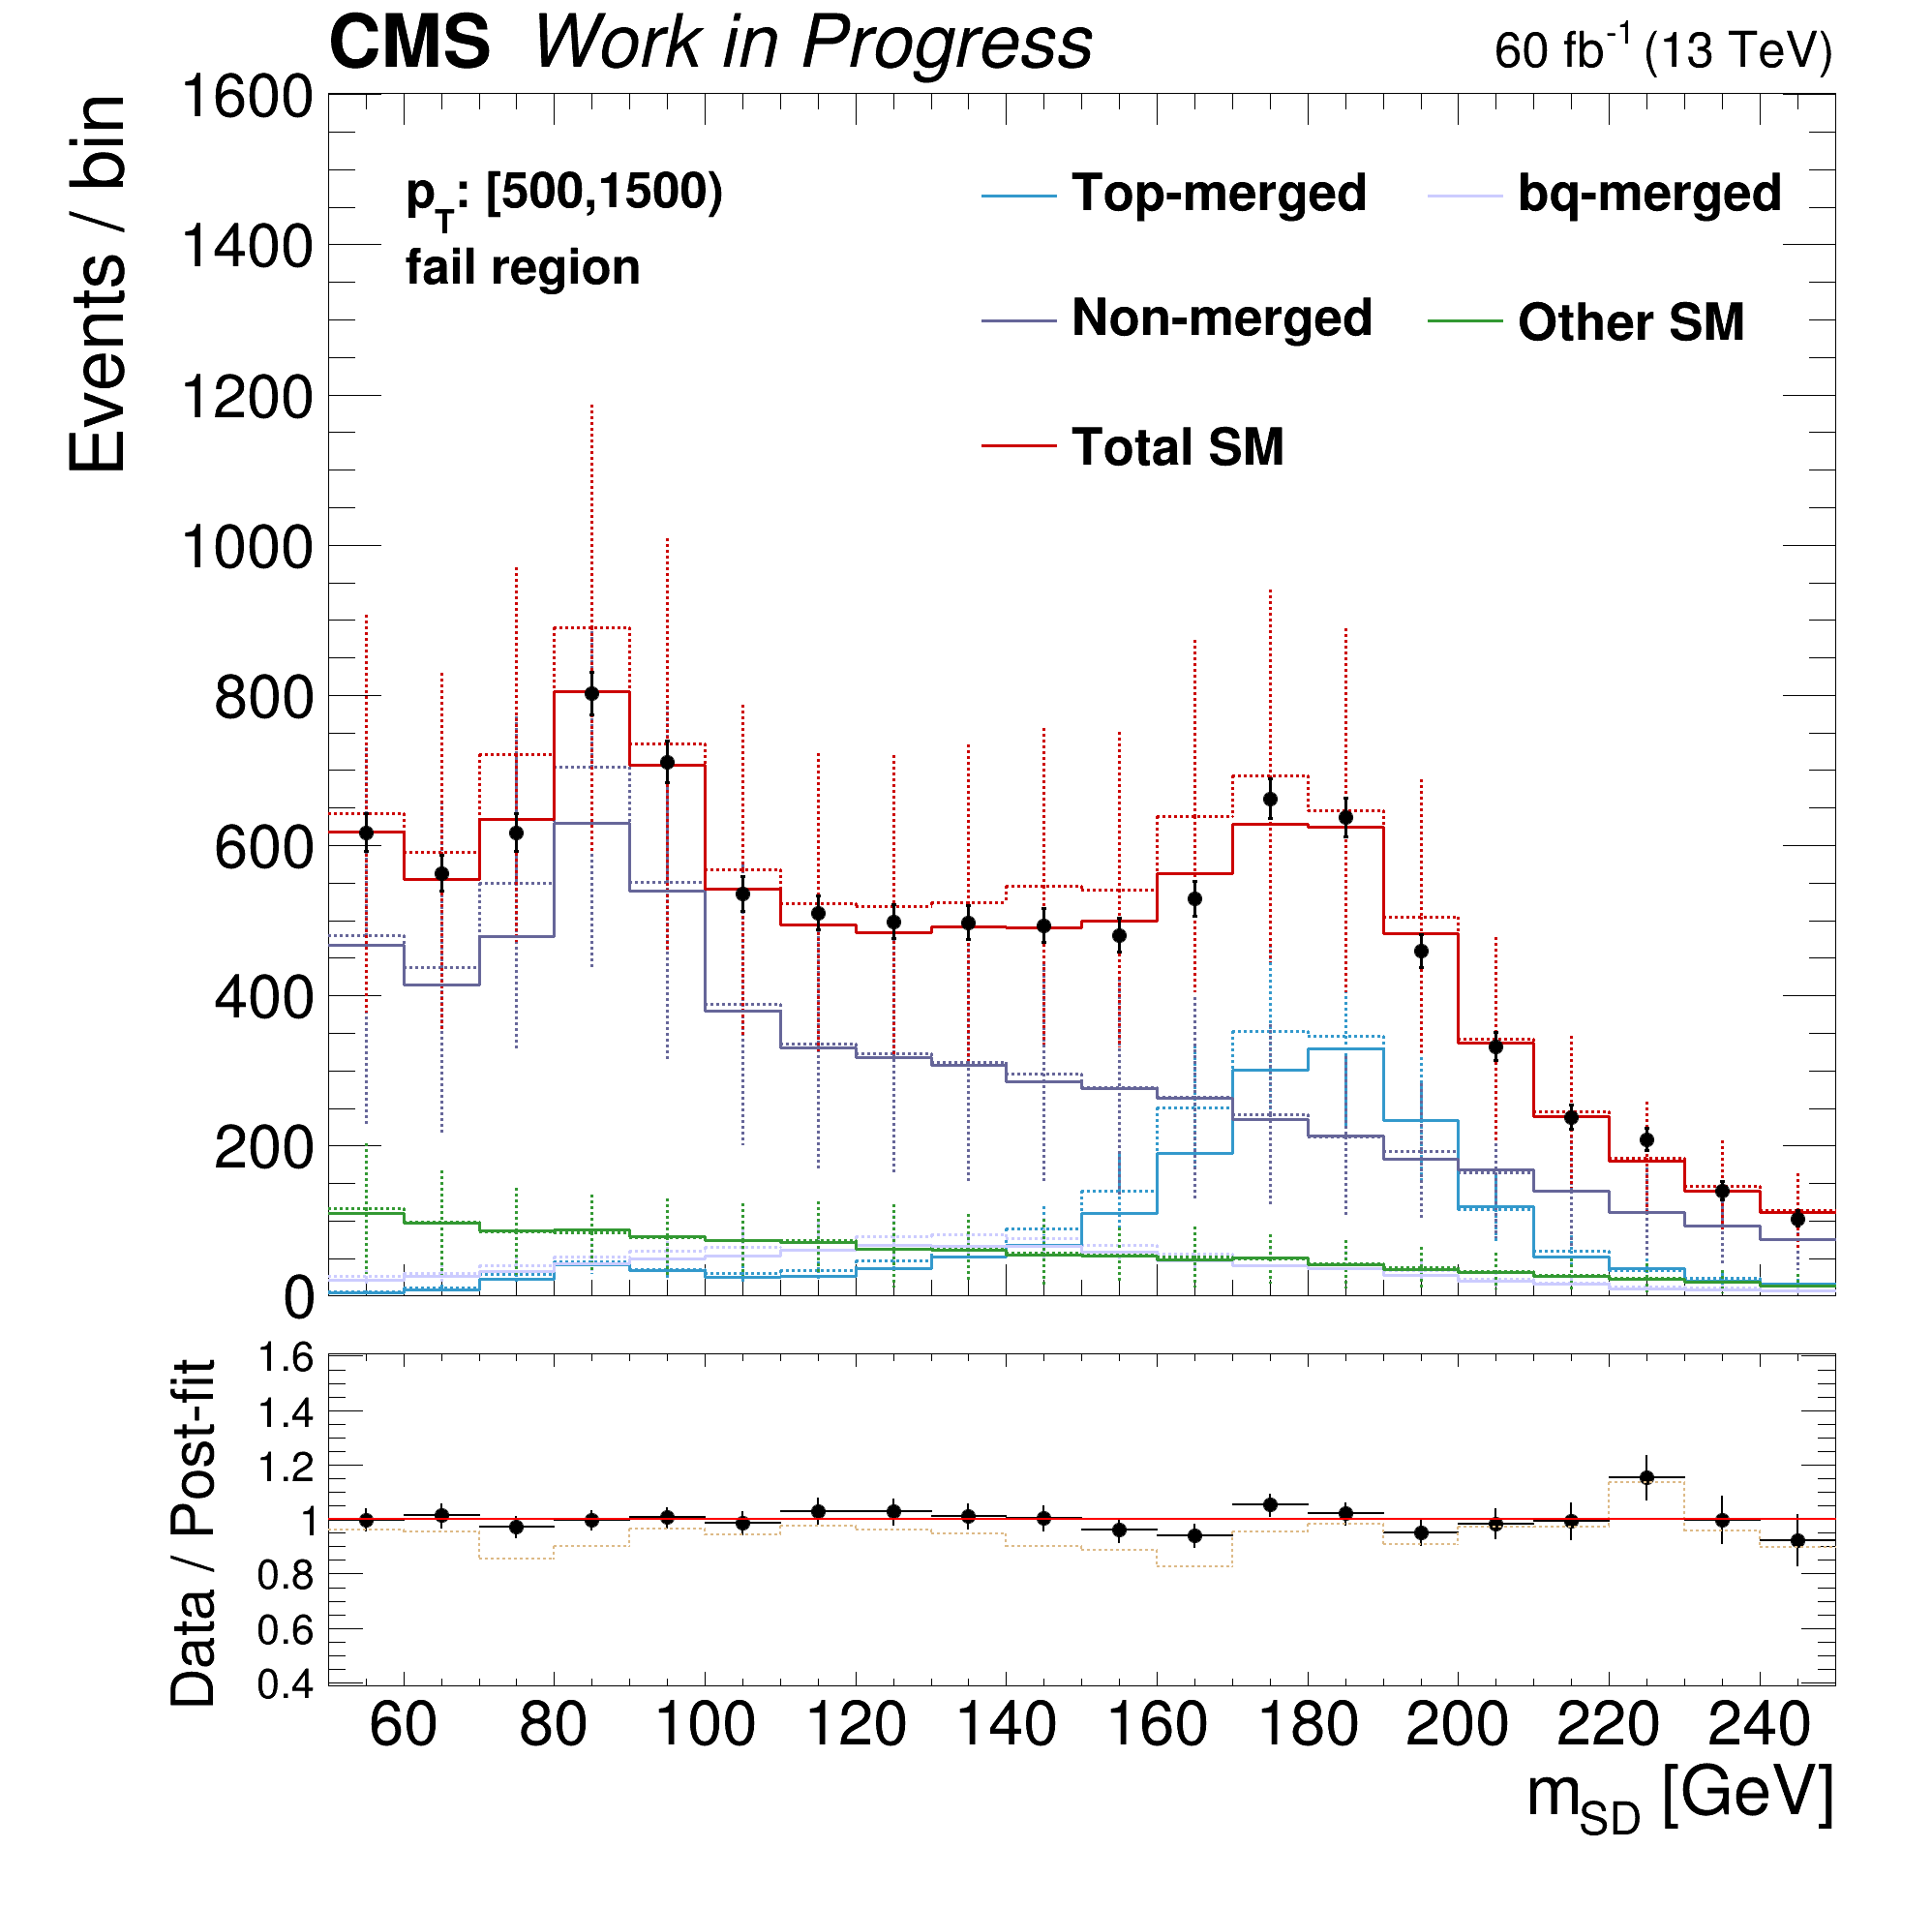 CMS Work in Progress
60 fb-1 (13 TeV)
Events / bin
1600
1400
1200
1000
800
600
400
200
0
pT: [500,1500)
fail region
Top-merged
bq-merged
Non-merged
Other SM
Total SM
Data / Post-fit
1.6
1.4
1.2
1
0.8
0.6
0.4
60 80 100 120 140 160 180 200 220 240
mSD [GeV]